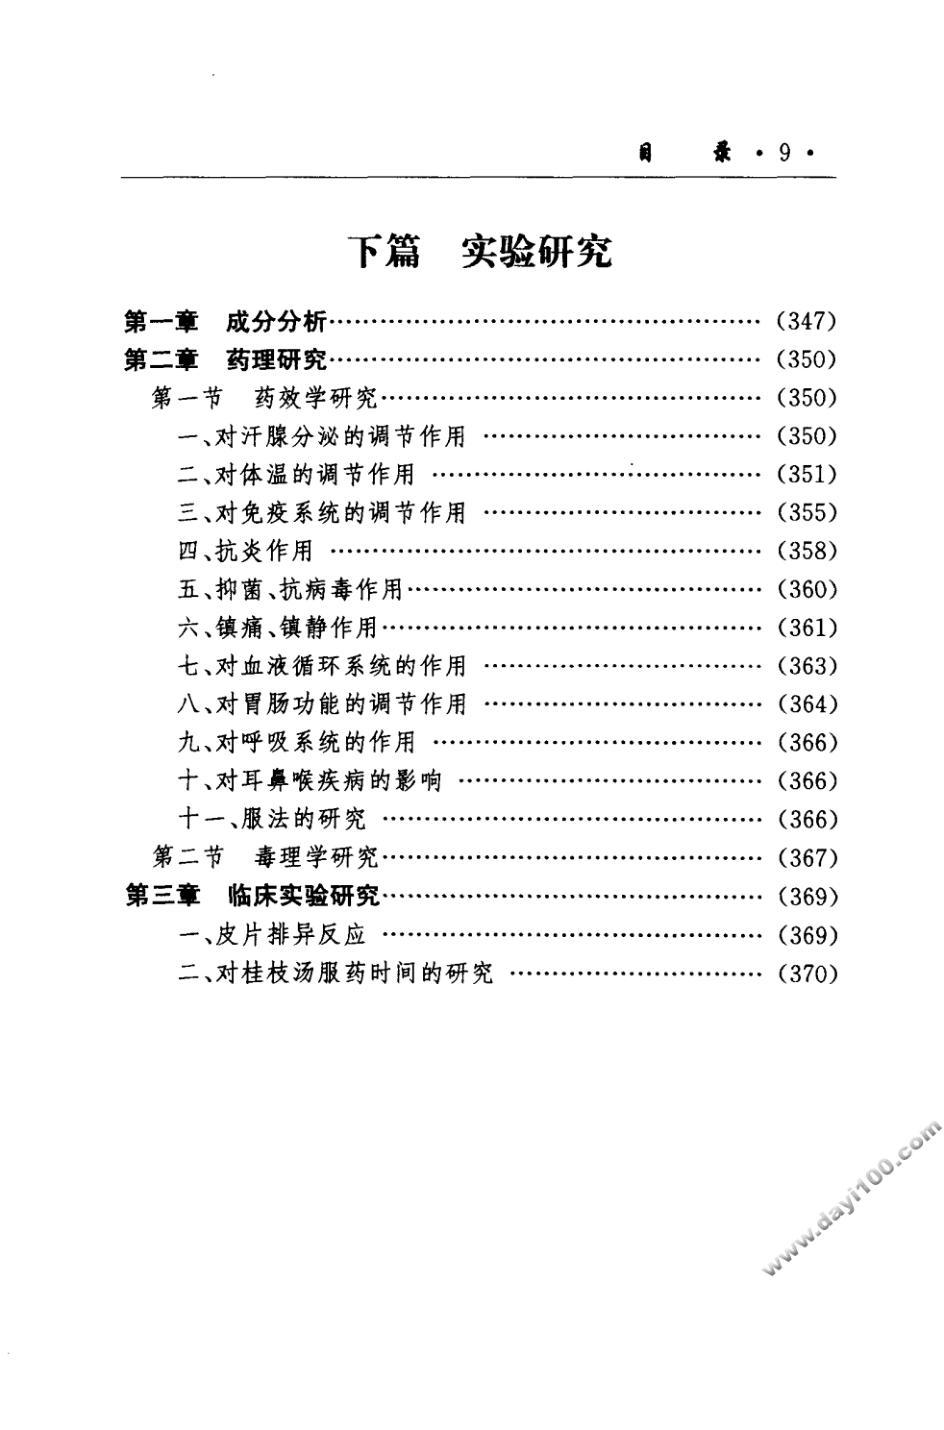 目 录 · 9 ·
下篇 实验研究
第一章 成分分析……………………………………………… (347)
第二章 药理研究……………………………………………… (350)
第一节 药效学研究………………………………………… (350)
一、对汗腺分泌的调节作用 …………………………… (350)
二、对体温的调节作用 ………………………………… (351)
三、对免疫系统的调节作用 …………………………… (355)
四、抗炎作用 …………………………………………… (358)
五、抑菌、抗病毒作用…………………………………… (360)
六、镇痛、镇静作用……………………………………… (361)
七、对血液循环系统的作用 …………………………… (363)
八、对胃肠功能的调节作用 …………………………… (364)
九、对呼吸系统的作用 ………………………………… (366)
十、对耳鼻喉疾病的影响 ……………………………… (366)
十一、服法的研究 ……………………………………… (366)
第二节 毒理学研究………………………………………… (367)
第三章 临床实验研究………………………………………… (369)
一、皮片排异反应 ……………………………………… (369)
二、对桂枝汤服药时间的研究 ………………………… (370)
www.dayi100.com